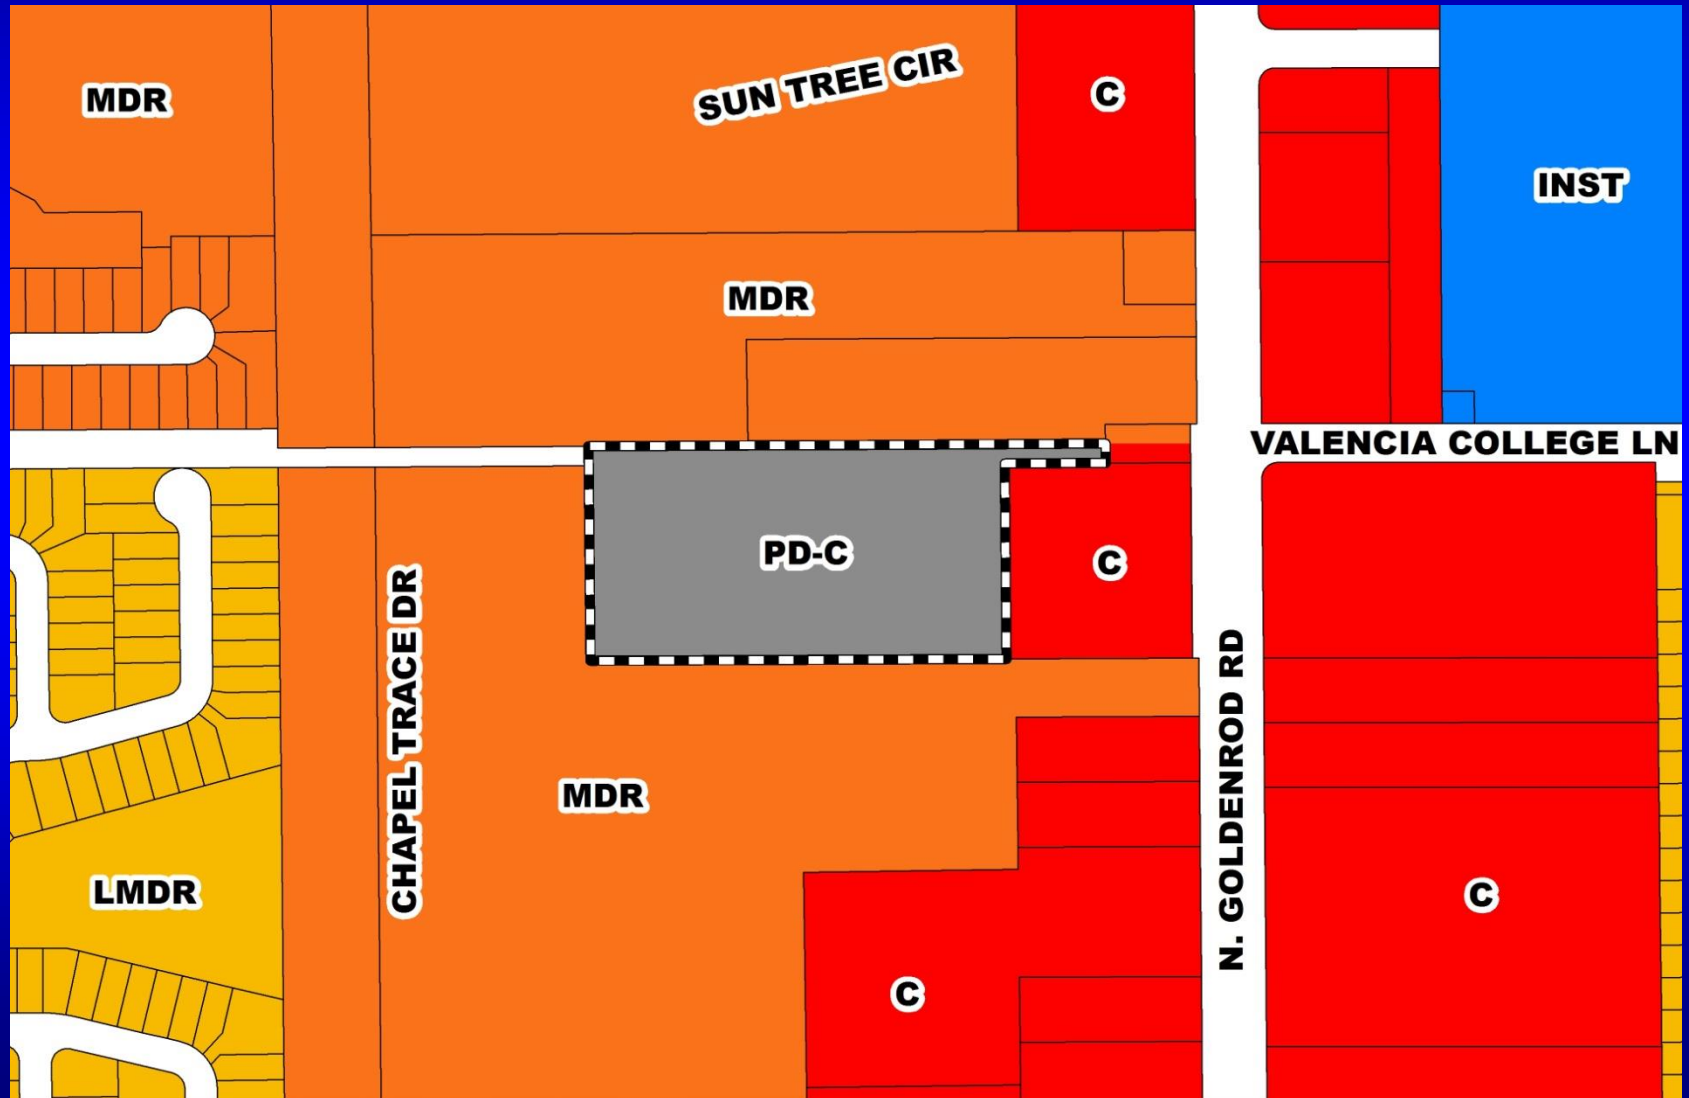 SUN TREE CIR
MDR
C
INST
MDR
VALENCIA COLLEGE LN
PD-C
C
CHAPEL TRACE DR
N. GOLDENROD RD
MDR
LMDR
C
C